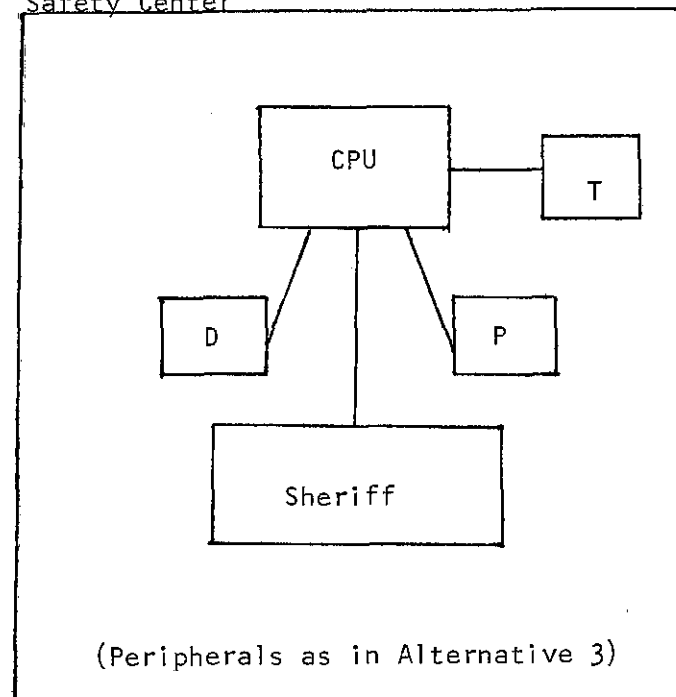 Safety Center
CPU
T
D
P
Sheriff
(Peripherals as in Alternative 3)